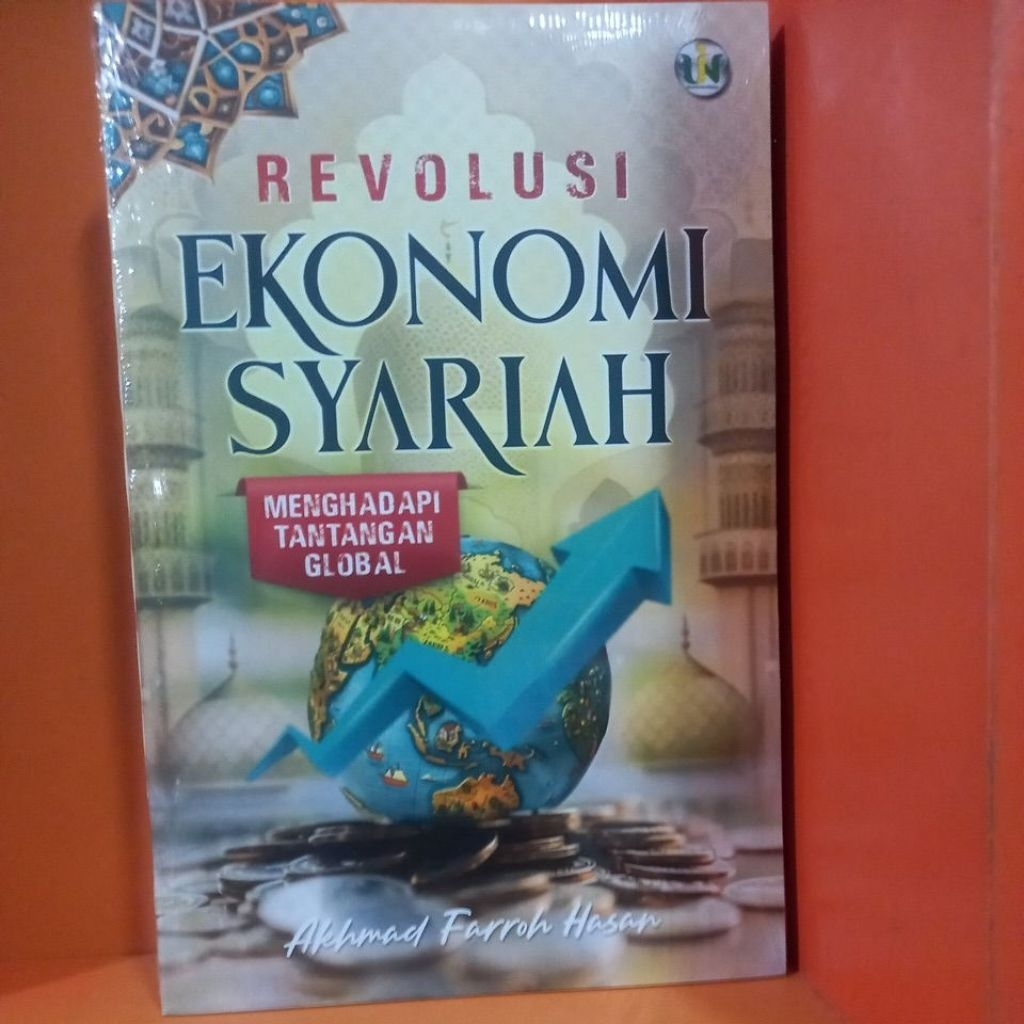 REVOLUSI
EKONOMI
SYARIAH
MENGHADAPI
TANTANGAN
GLOBAL
Akhmad Farroh Hasan